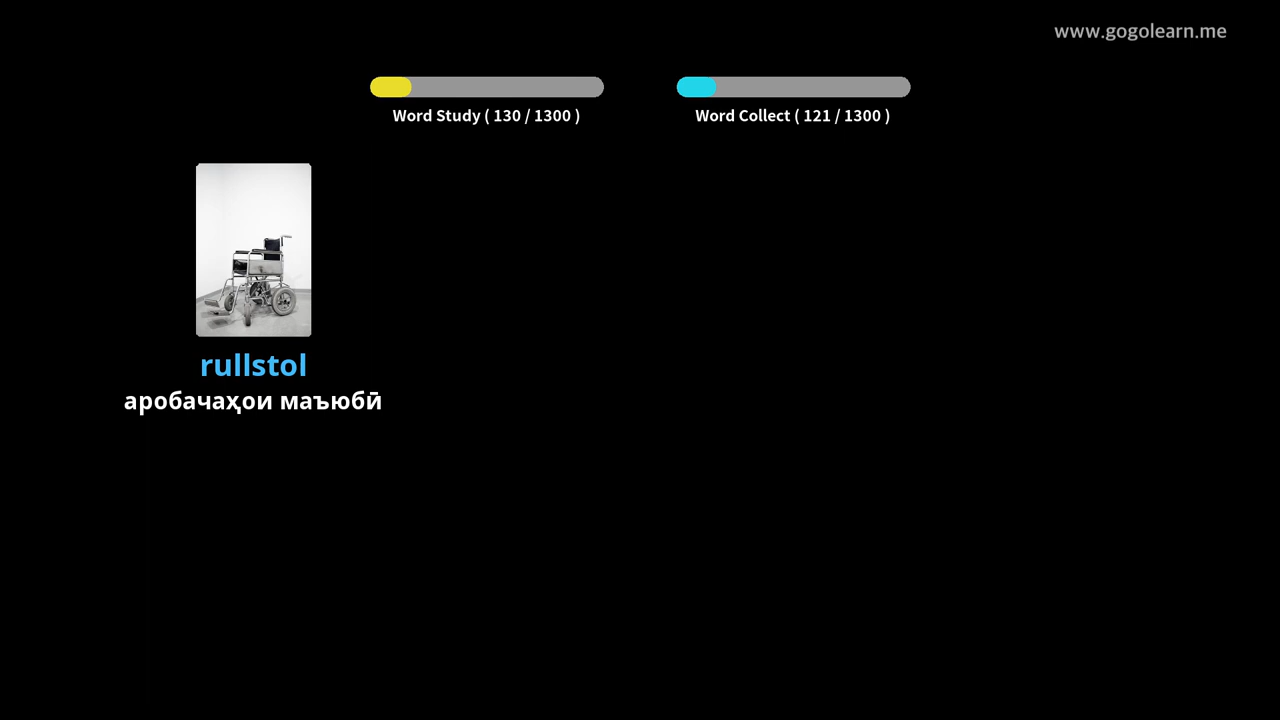 www.gogolearn.me
Word Study ( 130 / 1300 )
Word Collect ( 121 / 1300 )
rullstol
аробачаҳои маъюбӣ